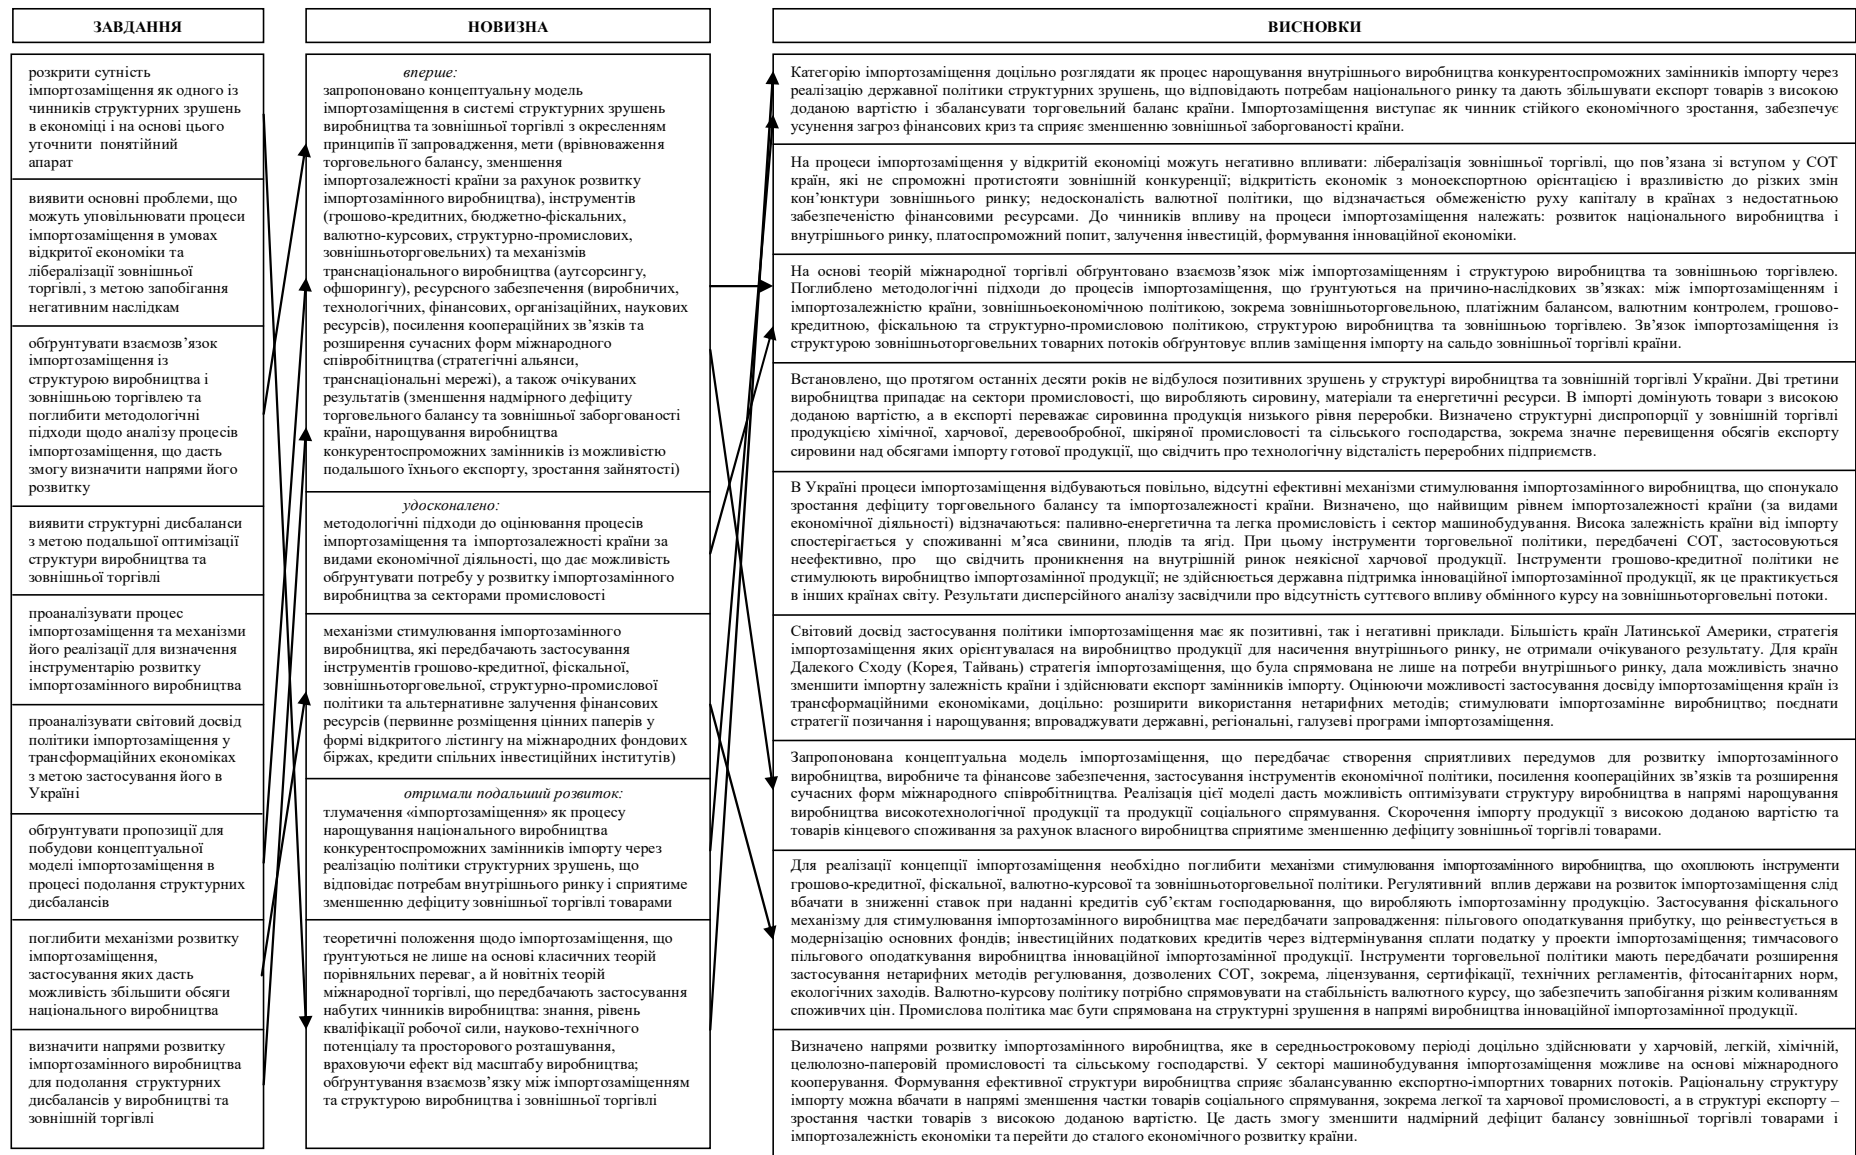 ЗАВДАННЯ
розкрити сутність
імпортозаміщення як одного із
чинників структурних зрушень
в економіці і на основі цього
уточнити понятійний
апарат
виявити основні проблеми, що
можуть уповільнювати процеси
імпортозаміщення в умовах
відкритої економіки та
лібералізації зовнішньої
торгівлі, з метою запобігання
негативним наслідкам
обґрунтувати взаємозв’язок
імпортозаміщення із
структурою виробництва і
зовнішньою торгівлею та
поглибити методологічні
підходи щодо аналізу процесів
імпортозаміщення, що дасть
змогу визначити напрями його
розвитку
виявити структурні дисбаланси
з метою подальшої оптимізації
структури виробництва та
зовнішньої торгівлі
проаналізувати процес
імпортозаміщення та механізми
його реалізації для визначення
інструментарію розвитку
імпортозамінного виробництва
проаналізувати світовий досвід
політики імпортозаміщення у
трансформаційних економіках
з метою застосування його в
Україні
обґрунтувати пропозиції для
побудови концептуальної
моделі імпортозаміщення в
процесі подолання структурних
дисбалансів
поглибити механізми розвитку
імпортозаміщення,
застосування яких дасть
можливість збільшити обсяги
національного виробництва
визначити напрями розвитку
імпортозамінного виробництва
для подолання структурних
дисбалансів у виробництві та
зовнішній торгівлі
НОВИЗНА
вперше:
запропоновано концептуальну модель
імпортозаміщення в системі структурних зрушень
виробництва та зовнішньої торгівлі з окресленням
принципів її запровадження, мети (врівноваження
торговельного балансу, зменшення
імпортозалежності країни за рахунок розвитку
імпортозамінного виробництва), інструментів
(грошово-кредитних, бюджетно-фіскальних,
валютно-курсових, структурно-промислових,
зовнішньоторговельних) та механізмів
транснаціонального виробництва (аутсорсингу,
офшорингу), ресурсного забезпечення (виробничих,
технологічних, фінансових, організаційних, наукових
ресурсів), посилення коопераційних зв’язків та
розширення сучасних форм міжнародного
співробітництва (стратегічні альянси,
транснаціональні мережі), а також очікуваних
результатів (зменшення надмірного дефіциту
торговельного балансу та зовнішньої заборгованості
країни, нарощування виробництва
конкурентоспроможних замінників із можливістю
подальшого їхнього експорту, зростання зайнятості)
удосконалено:
методологічні підходи до оцінювання процесів
імпортозаміщення та імпортозалежності країни за
видами економічної діяльності, що дає можливість
обґрунтувати потребу у розвитку імпортозамінного
виробництва за секторами промисловості
механізми стимулювання імпортозамінного
виробництва, які передбачають застосування
інструментів грошово-кредитної, фіскальної,
зовнішньоторговельної, структурно-промислової
політики та альтернативне залучення фінансових
ресурсів (первинне розміщення цінних паперів у
формі відкритого лістингу на міжнародних фондових
біржах, кредити спільних інвестиційних інститутів)
отримали подальший розвиток:
тлумачення «імпортозаміщення» як процесу
нарощування національного виробництва
конкурентоспроможних замінників імпорту через
реалізацію політики структурних зрушень, що
відповідає потребам внутрішнього ринку і сприятиме
зменшенню дефіциту зовнішньої торгівлі товарами
теоретичні положення щодо імпортозаміщення, що
ґрунтуються не лише на основі класичних теорій
порівняльних переваг, а й новітніх теорій
міжнародної торгівлі, що передбачають застосування
набутих чинників виробництва: знання, рівень
кваліфікації робочої сили, науково-технічного
потенціалу та просторового розташування,
враховуючи ефект від масштабу виробництва;
обґрунтування взаємозв’язку між імпортозаміщенням
та структурою виробництва і зовнішньої торгівлі
ВИСНОВКИ
Категорію імпортозаміщення доцільно розглядати як процес нарощування внутрішнього виробництва конкурентоспроможних замінників імпорту через
реалізацію державної політики структурних зрушень, що відповідають потребам національного ринку та дають збільшувати експорт товарів з високою
доданою вартістю і збалансувати торговельний баланс країни. Імпортозаміщення виступає як чинник стійкого економічного зростання, забезпечує
усунення загроз фінансових криз та сприяє зменшенню зовнішньої заборгованості країни.
На процеси імпортозаміщення у відкритій економіці можуть негативно впливати: лібералізація зовнішньої торгівлі, що пов’язана зі вступом у СОТ
країн, які не спроможні протистояти зовнішній конкуренції; відкритість економік з моноекспортною орієнтацією і вразливістю до різких змін
кон’юнктури зовнішнього ринку; недосконалість валютної політики, що відзначається обмеженістю руху капіталу в країнах з недостатньою
забезпеченістю фінансовими ресурсами. До чинників впливу на процеси імпортозаміщення належать: розвиток національного виробництва і
внутрішнього ринку, платоспроможний попит, залучення інвестицій, формування інноваційної економіки.
На основі теорій міжнародної торгівлі обґрунтовано взаємозв’язок між імпортозаміщенням і структурою виробництва та зовнішньою торгівлею.
Поглиблено методологічні підходи до процесів імпортозаміщення, що ґрунтуються на причино-наслідкових зв’язках: між імпортозаміщенням і
імпортозалежністю країни, зовнішньоекономічною політикою, зокрема зовнішньоторговельною, платіжним балансом, валютним контролем, грошово-
кредитною, фіскальною та структурно-промисловою політикою, структурою виробництва та зовнішньою торгівлею. Зв’язок імпортозаміщення із
структурою зовнішньоторговельних товарних потоків обґрунтовує вплив заміщення імпорту на сальдо зовнішньої торгівлі країни.
Встановлено, що протягом останніх десяти років не відбулося позитивних зрушень у структурі виробництва та зовнішній торгівлі України. Дві третини
виробництва припадає на сектори промисловості, що виробляють сировину, матеріали та енергетичні ресурси. В імпорті домінують товари з високою
доданою вартістю, а в експорті переважає сировинна продукція низького рівня переробки. Визначено структурні диспропорції у зовнішній торгівлі
продукцією хімічної, харчової, деревообробної, шкіряної промисловості та сільського господарства, зокрема значне перевищення обсягів експорту
сировини над обсягами імпорту готової продукції, що свідчить про технологічну відсталість переробних підприємств.
В Україні процеси імпортозаміщення відбуваються повільно, відсутні ефективні механізми стимулювання імпортозамінного виробництва, що спонукало
зростання дефіциту торговельного балансу та імпортозалежності країни. Визначено, що найвищим рівнем імпортозалежності країни (за видами
економічної діяльності) відзначаються: паливно-енергетична та легка промисловість і сектор машинобудування. Висока залежність країни від імпорту
спостерігається у споживанні м’яса свинини, плодів та ягід. При цьому інструменти торговельної політики, передбачені СОТ, застосовуються
неефективно, про що свідчить проникнення на внутрішній ринок неякісної харчової продукції. Інструменти грошово-кредитної політики не
стимулюють виробництво імпортозамінної продукції; не здійснюється державна підтримка інноваційної імпортозамінної продукції, як це практикується
в інших країнах світу. Результати дисперсійного аналізу засвідчили про відсутність суттєвого впливу обмінного курсу на зовнішньоторговельні потоки.
Світовий досвід застосування політики імпортозаміщення має як позитивні, так і негативні приклади. Більшість країн Латинської Америки, стратегія
імпортозаміщення яких орієнтувалась на виробництво продукції для насичення внутрішнього ринку, не отримали очікуваного результату. Для країн
Далекого Сходу (Корея, Тайвань) стратегія імпортозаміщення, що була спрямована не лише на потреби внутрішнього ринку, дала можливість значно
зменшити імпортну залежність країни і здійснювати експорт замінників імпорту. Оцінюючи можливості застосування досвіду імпортозаміщення країн із
трансформаційними економіками, доцільно: розширити використання нетарифних методів; стимулювати імпортозамінне виробництво; поєднати
стратегії позичання і нарощування; впроваджувати державні, регіональні, галузеві програми імпортозаміщення.
Запропонована концептуальна модель імпортозаміщення, що передбачає створення сприятливих передумов для розвитку імпортозамінного
виробництва, виробниче та фінансове забезпечення, застосування інструментів економічної політики, посилення коопераційних зв’язків та розширення
сучасних форм міжнародного співробітництва. Реалізація цієї моделі дасть можливість оптимізувати структуру виробництва в напрямі нарощування
виробництва високотехнологічної продукції та продукції соціального спрямування. Скорочення імпорту продукції з високою доданою вартістю та
товарів кінцевого споживання за рахунок власного виробництва сприятиме зменшенню дефіциту зовнішньої торгівлі товарами.
Для реалізації концепції імпортозаміщення необхідно поглибити механізми стимулювання імпортозамінного виробництва, що охоплюють інструменти
грошово-кредитної, фіскальної, валютно-курсової та зовнішньоторговельної політики. Регулятивний вплив держави на розвиток імпортозаміщення слід
вбачати в зниженні ставок при наданні кредитів суб’єктам господарювання, що виробляють імпортозамінну продукцію. Застосування фіскального
механізму для стимулювання імпортозамінного виробництва має передбачати запровадження: пільгового оподаткування прибутку, що реінвестується в
модернізацію основних фондів; інвестиційних податкових кредитів через відтермінування сплати податку у проекти імпортозаміщення; тимчасового
пільгового оподаткування виробництва інноваційної імпортозамінної продукції. Інструменти торговельної політики мають передбачати розширення
застосування нетарифних методів регулювання, дозволених СОТ, зокрема, ліцензування, сертифікації, технічних регламентів, фітосанітарних норм,
екологічних заходів. Валютно-курсову політику потрібно спрямовувати на стабільність валютного курсу, що забезпечить запобігання різким коливанням
споживчих цін. Промислова політика має бути спрямована на структурні зрушення в напрямі виробництва інноваційної імпортозамінної продукції.
Визначено напрями розвитку імпортозамінного виробництва, яке в середньостроковому періоді доцільно здійснювати у харчовій, легкій, хімічній,
целюлозно-паперовій промисловості та сільському господарстві. У секторі машинобудування імпортозаміщення можливе на основі міжнародного
кооперування. Формування ефективної структури виробництва сприяє збалансуванню експортно-імпортних товарних потоків. Раціональну структуру
імпорту можна вбачати в напрямі зменшення частки товарів соціального спрямування, зокрема легкої та харчової промисловості, а в структурі експорту –
зростання частки товарів з високою доданою вартістю. Це дасть змогу зменшити надмірний дефіцит балансу зовнішньої торгівлі товарами і
імпортозалежність економіки та перейти до сталого економічного розвитку країни.